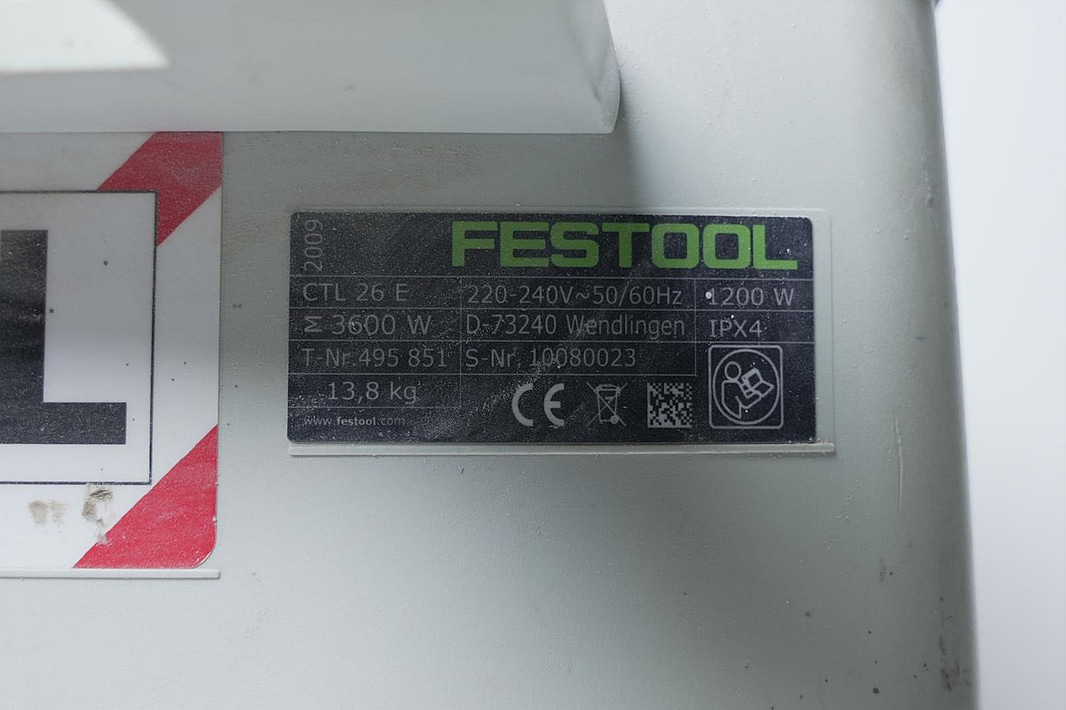 L
2009
FESTOOL
CTL 26 E 220-240V~50/60Hz 1200 W
Σ 3600 W D-73240 Wendlingen IPX4
T-Nr. 495 851 S-Nr. 10080023
13,8 kg CE
www.festool.com